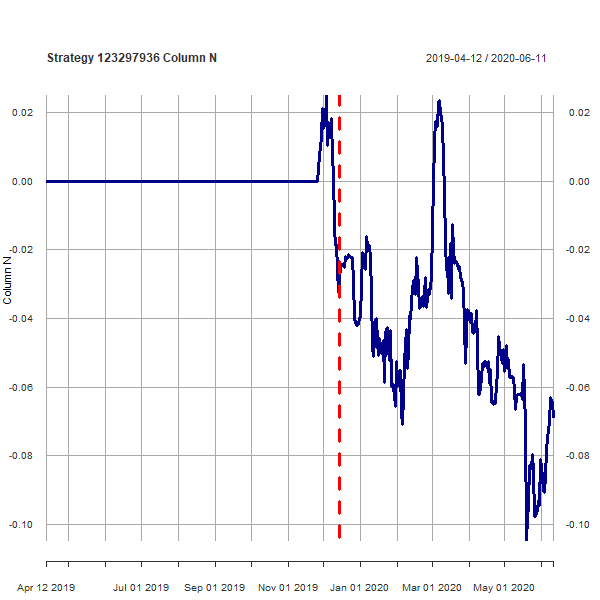 Strategy 123297936 Column N 2019-04-12 / 2020-06-11
0.02 0.02
0.00 0.00
-0.02 -0.02
Column N
-0.04 -0.04
-0.06 -0.06
-0.08 -0.08
-0.10 -0.10
Apr 12 2019 Jul 01 2019 Sep 01 2019 Nov 01 2019 Jan 01 2020 Mar 01 2020 May 01 2020